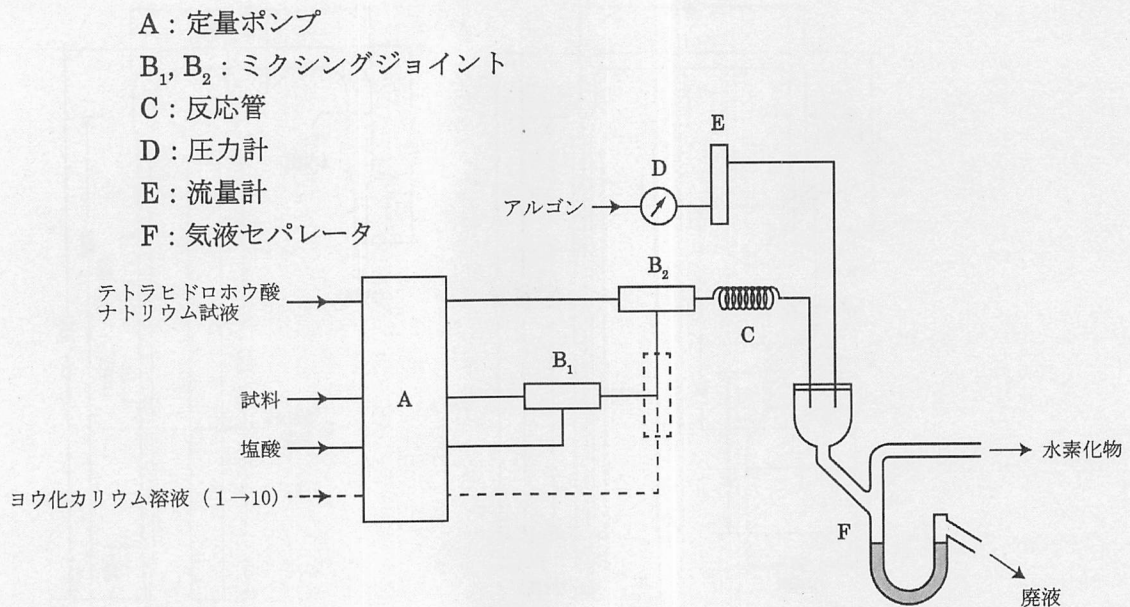 A：定量ポンプ
B₁, B₂：ミクシングジョイント
C：反応管
D：圧力計
E：流量計
F：気液セパレータ
E
D
アルゴン
B₂
テトラヒドロホウ酸
ナトリウム試液
C
B₁
試料
A
塩酸
水素化物
ヨウ化カリウム溶液（1→10）
F
廃液